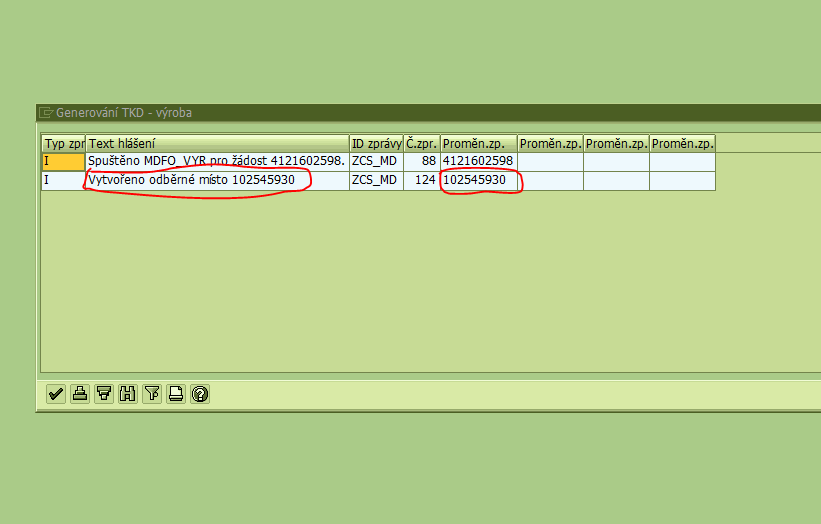 Generování TKD - výroba
Typ zpr Text hlášení ID zprávy Č.zpr. Proměn.zp. Proměn.zp. Proměn.zp. Proměn.zp.
I Spuštěno MDFO_VYR pro žádost 4121602598. ZCS_MD 88 4121602598
I Vytvořeno odběrné místo 102545930 ZCS_MD 124 102545930